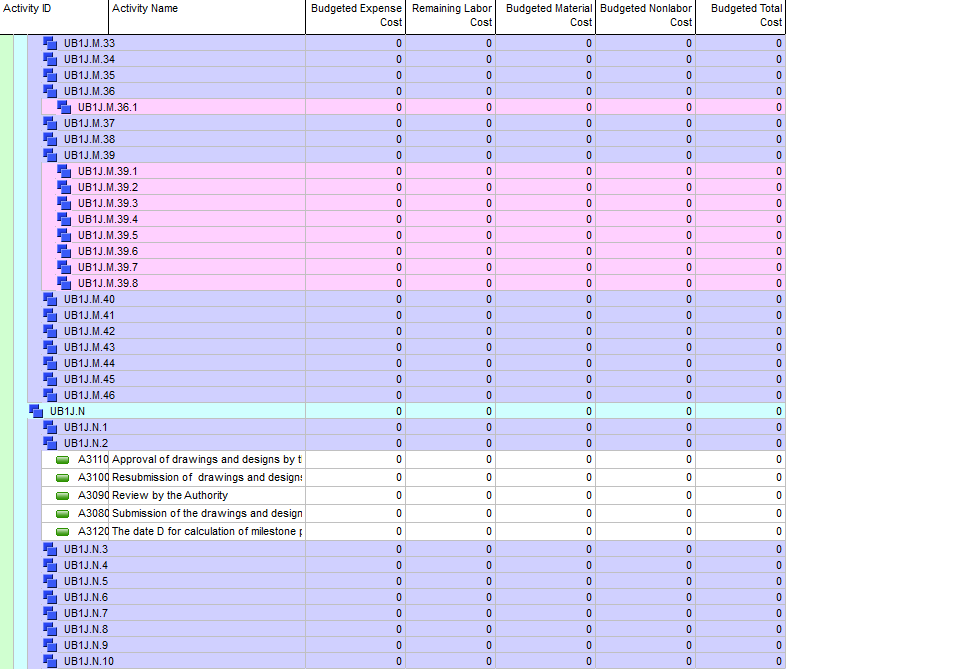 Activity ID Activity Name Budgeted Expense Cost Remaining Labor Cost Budgeted Material Cost Budgeted Nonlabor Cost Budgeted Total Cost
UB1J.M.33 0 0 0 0 0
UB1J.M.34 0 0 0 0 0
UB1J.M.35 0 0 0 0 0
UB1J.M.36 0 0 0 0 0
UB1J.M.36.1 0 0 0 0 0
UB1J.M.37 0 0 0 0 0
UB1J.M.38 0 0 0 0 0
UB1J.M.39 0 0 0 0 0
UB1J.M.39.1 0 0 0 0 0
UB1J.M.39.2 0 0 0 0 0
UB1J.M.39.3 0 0 0 0 0
UB1J.M.39.4 0 0 0 0 0
UB1J.M.39.5 0 0 0 0 0
UB1J.M.39.6 0 0 0 0 0
UB1J.M.39.7 0 0 0 0 0
UB1J.M.39.8 0 0 0 0 0
UB1J.M.40 0 0 0 0 0
UB1J.M.41 0 0 0 0 0
UB1J.M.42 0 0 0 0 0
UB1J.M.43 0 0 0 0 0
UB1J.M.44 0 0 0 0 0
UB1J.M.45 0 0 0 0 0
UB1J.M.46 0 0 0 0 0
UB1J.N 0 0 0 0 0
UB1J.N.1 0 0 0 0 0
UB1J.N.2 0 0 0 0 0
A3110 Approval of drawings and designs by t 0 0 0 0 0
A3100 Resubmission of drawings and designs 0 0 0 0 0
A3090 Review by the Authority 0 0 0 0 0
A3080 Submission of the drawings and design 0 0 0 0 0
A3120 The date D for calculation of milestone p 0 0 0 0 0
UB1J.N.3 0 0 0 0 0
UB1J.N.4 0 0 0 0 0
UB1J.N.5 0 0 0 0 0
UB1J.N.6 0 0 0 0 0
UB1J.N.7 0 0 0 0 0
UB1J.N.8 0 0 0 0 0
UB1J.N.9 0 0 0 0 0
UB1J.N.10 0 0 0 0 0